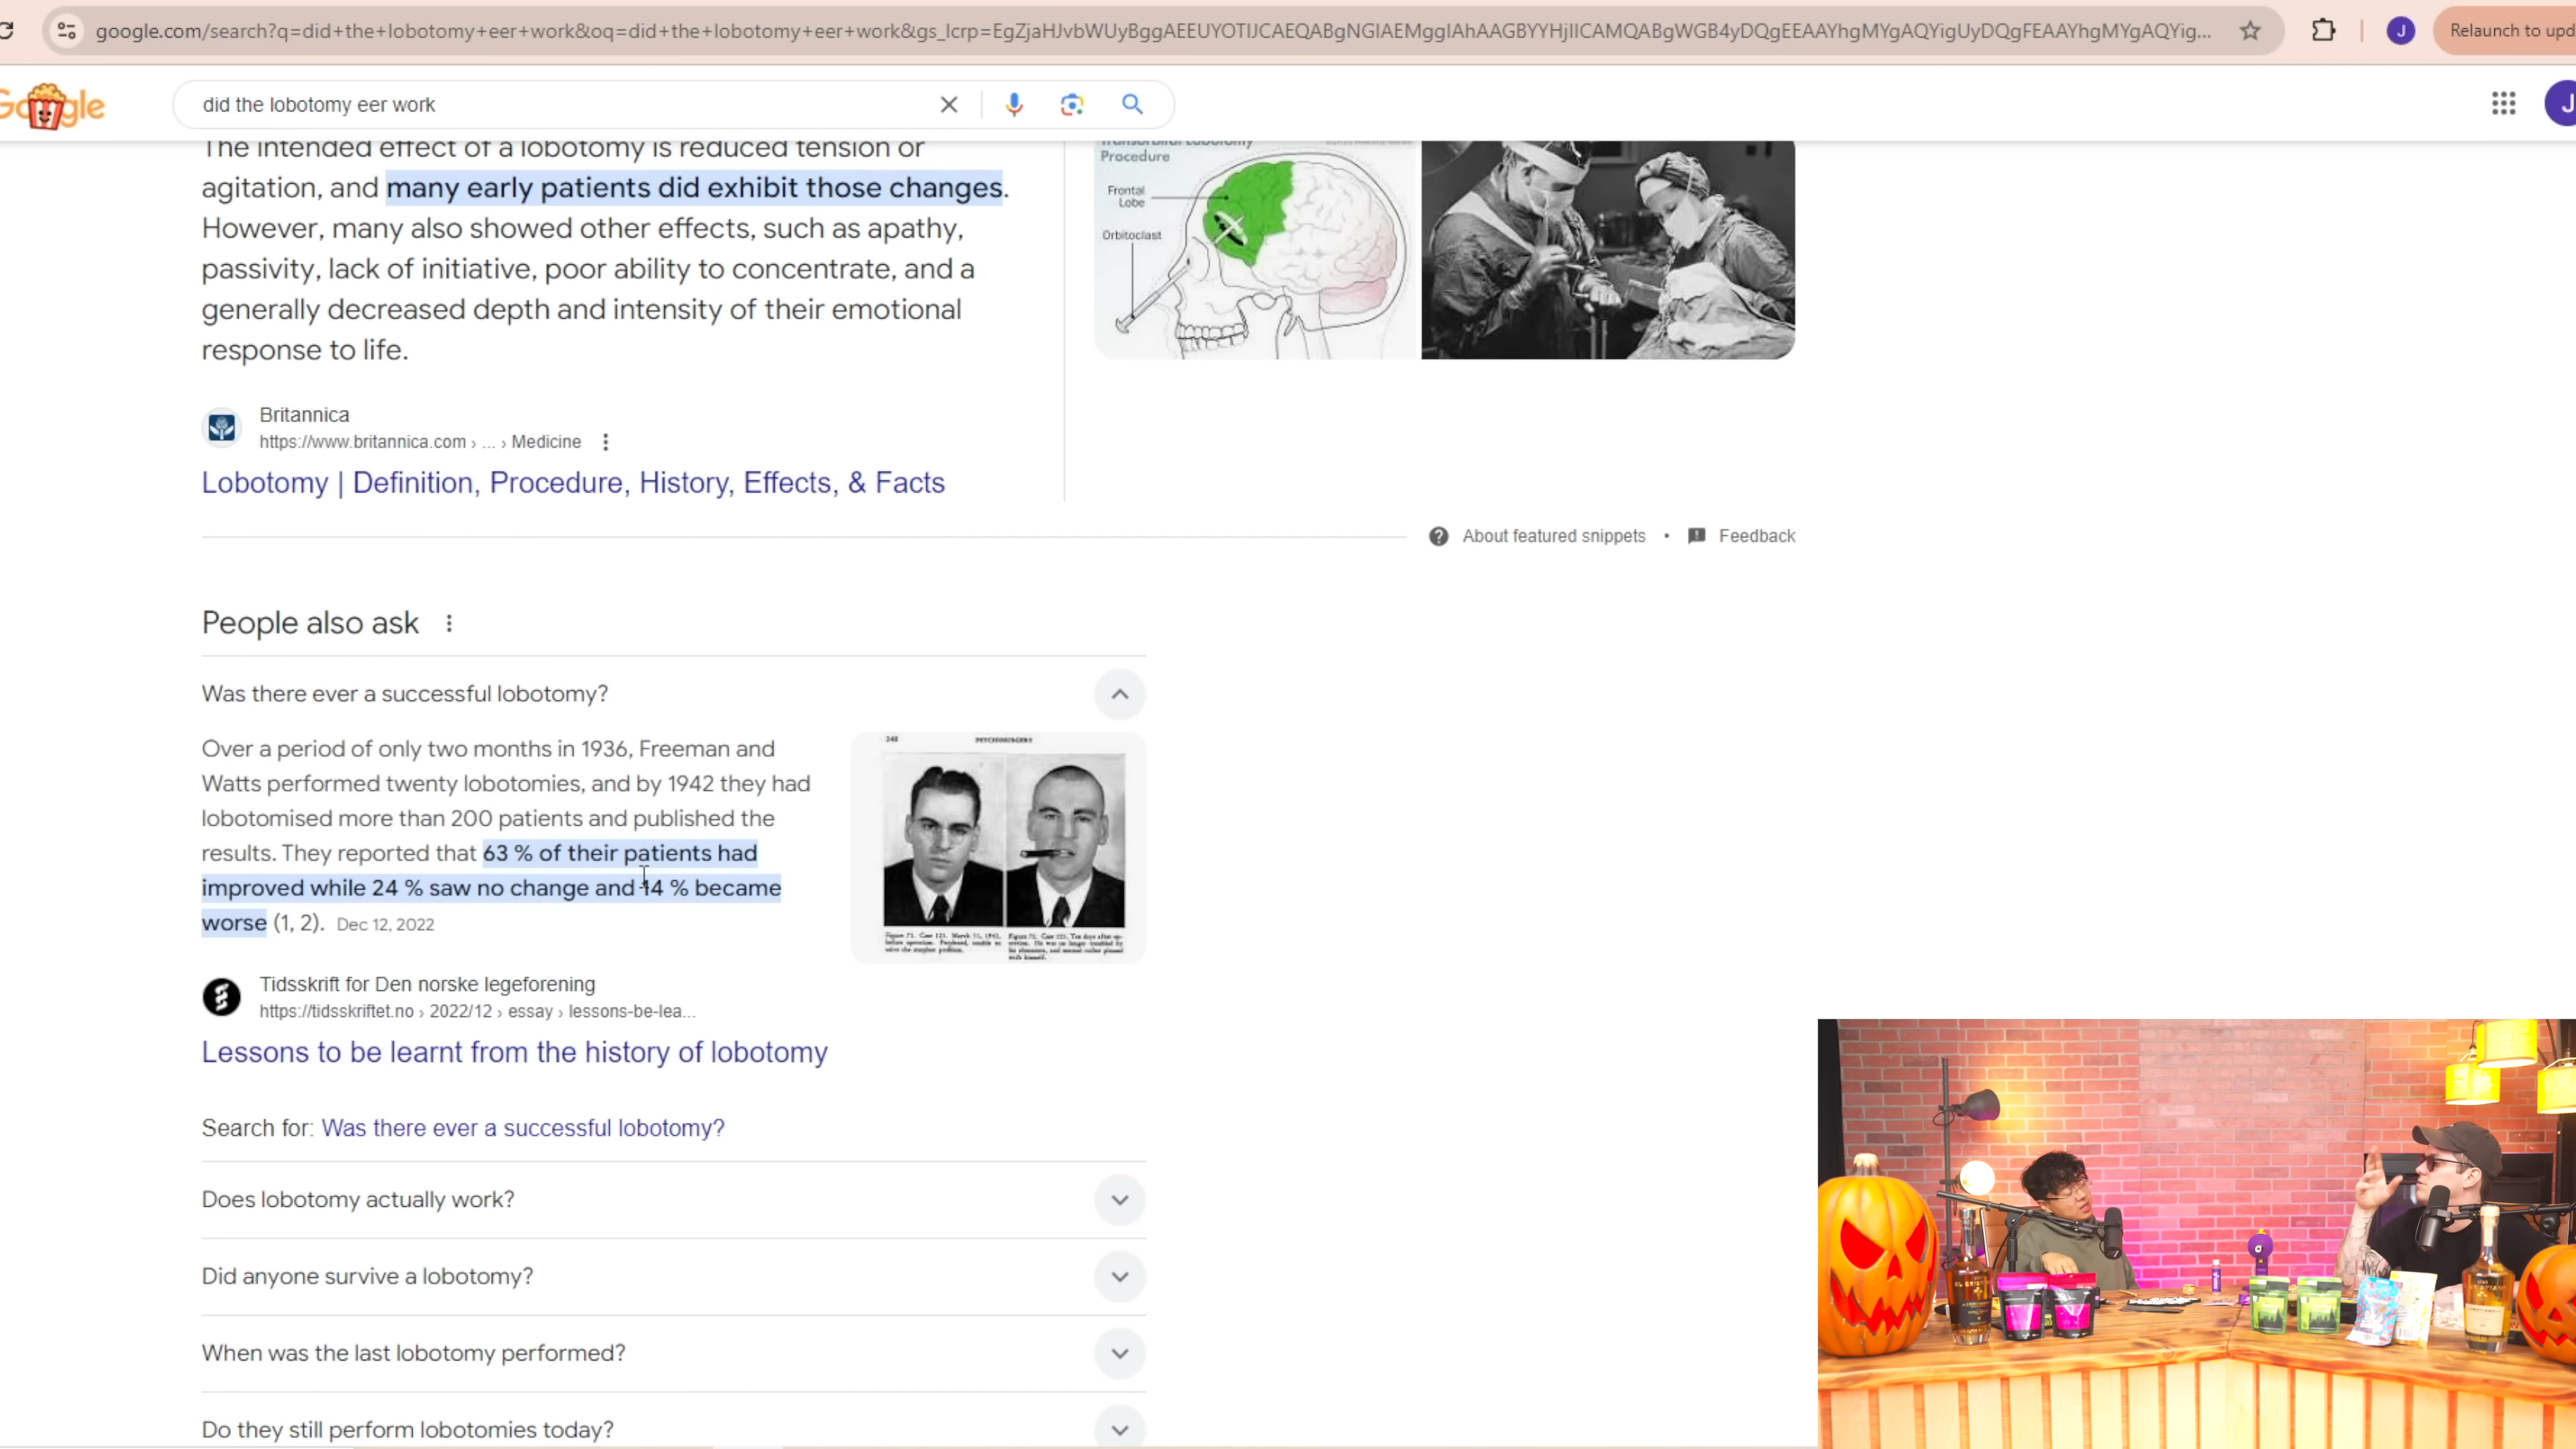 google.com/search?q=did+the+lobotomy+eer+work&oq=did+the+lobotomy+eer+work&gs_lcrp=EgZjaHJvbWUyBggAEEUYOTIJCAEQABgNGIAEMggIAhAAGBYYHjIICAMQABgWGB4yDQgEEAAYhgMYgAQYigUyDQgFEAAYhgMYgAQYig...
J
Relaunch to upd
Google
did the lobotomy eer work
J
The intended effect of a lobotomy is reduced tension or
agitation, and many early patients did exhibit those changes.
However, many also showed other effects, such as apathy,
passivity, lack of initiative, poor ability to concentrate, and a
generally decreased depth and intensity of their emotional
response to life.
Transorbital Lobotomy
Procedure
Frontal
Lobe
Orbitoclast
Britannica
https://www.britannica.com › ... › Medicine
Lobotomy | Definition, Procedure, History, Effects, & Facts
About featured snippets • Feedback
People also ask
Was there ever a successful lobotomy?
Over a period of only two months in 1936, Freeman and
Watts performed twenty lobotomies, and by 1942 they had
lobotomised more than 200 patients and published the
results. They reported that 63 % of their patients had
improved while 24 % saw no change and 14 % became
worse (1, 2). Dec 12, 2022
248 PSYCHOSURGERY
Tidsskrift for Den norske legeforening
https://tidsskriftet.no › 2022/12 › essay › lessons-be-lea...
Lessons to be learnt from the history of lobotomy
Search for: Was there ever a successful lobotomy?
Does lobotomy actually work?
Did anyone survive a lobotomy?
When was the last lobotomy performed?
Do they still perform lobotomies today?